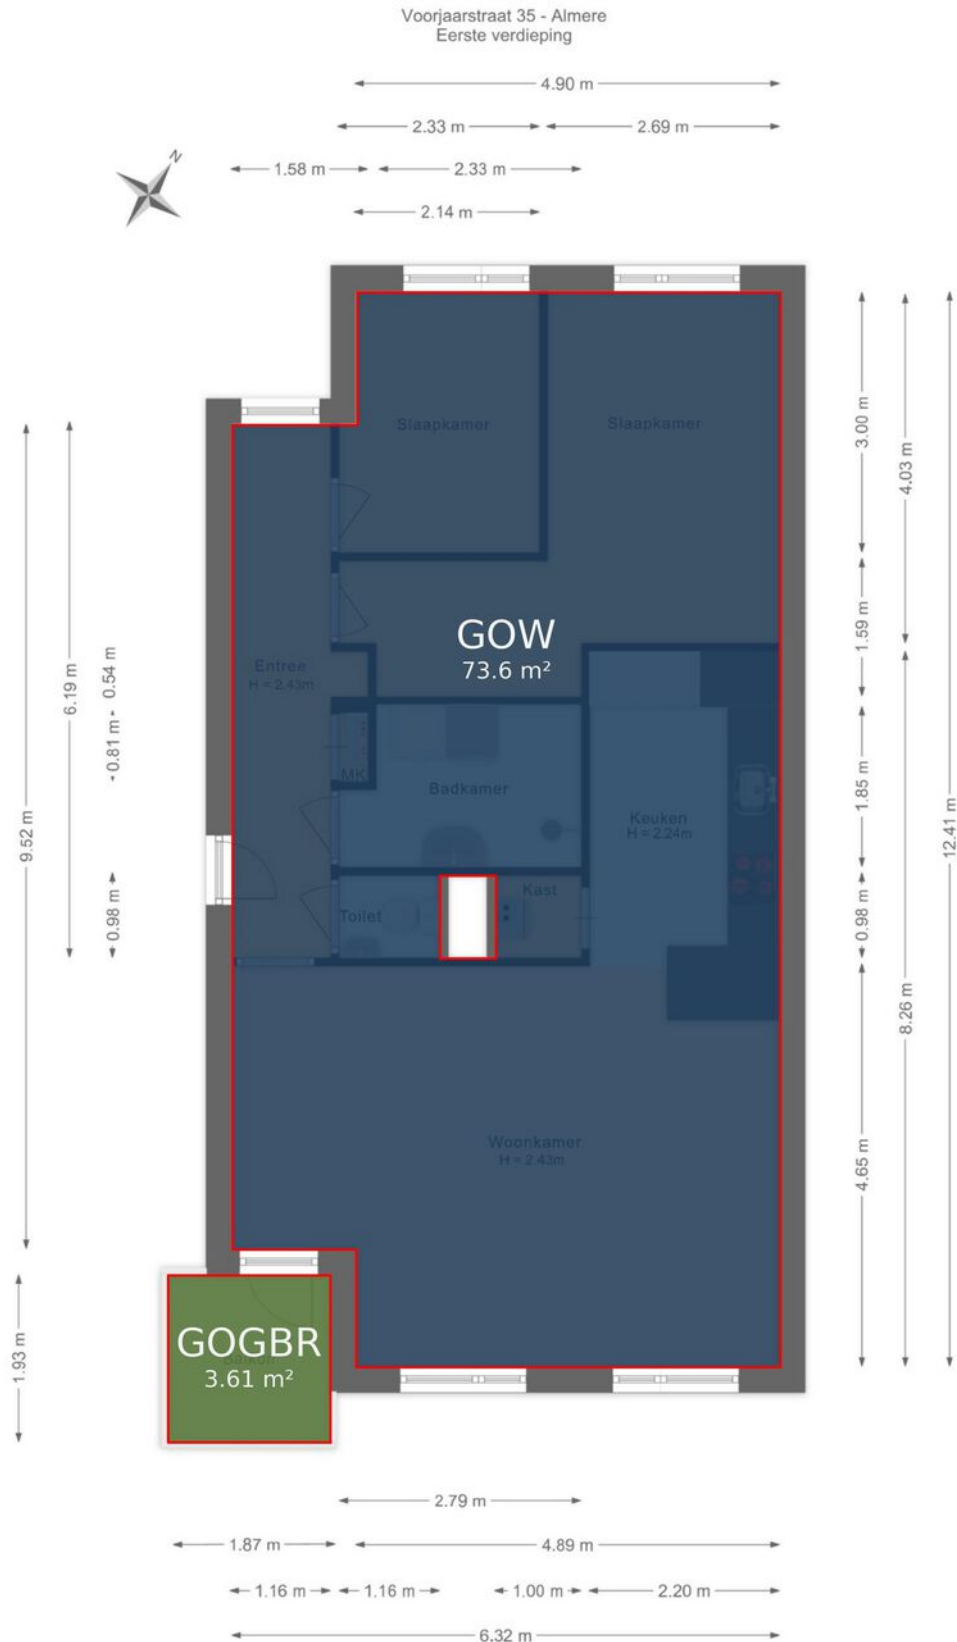 Voorjaarstraat 35 - Almere
Eerste verdieping
4.90 m
2.33 m
2.69 m
1.58 m
2.33 m
2.14 m
N
Slaapkamer
Slaapkamer
3.00 m
4.03 m
GOW
73.6 m²
Entree
H = 2.43m
1.59 m
6.19 m
0.54 m
0.81 m
MK
Badkamer
Keuken
H = 2.24m
1.85 m
12.41 m
9.52 m
Toilet
Kast
0.98 m
0.98 m
8.26 m
Woonkamer
H = 2.43m
4.65 m
GOGBR
Balkon
3.61 m²
1.93 m
2.79 m
1.87 m
4.89 m
1.16 m
1.16 m
1.00 m
2.20 m
6.32 m